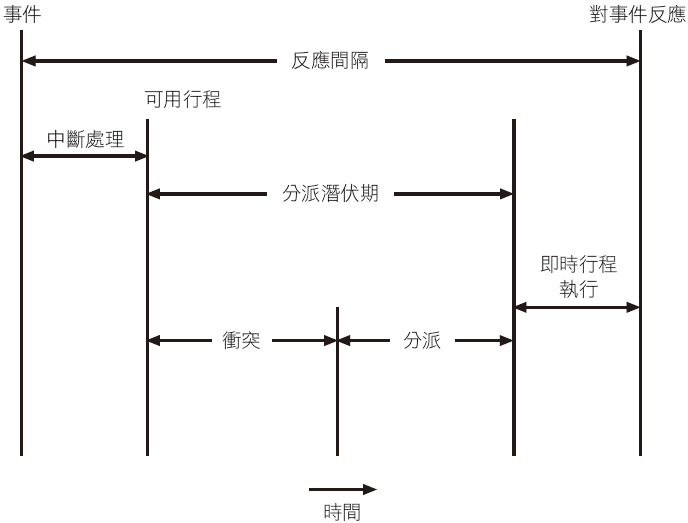 事件
對事件反應
反應間隔
可用行程
中斷處理
分派潛伏期
即時行程
執行
衝突
分派
時間